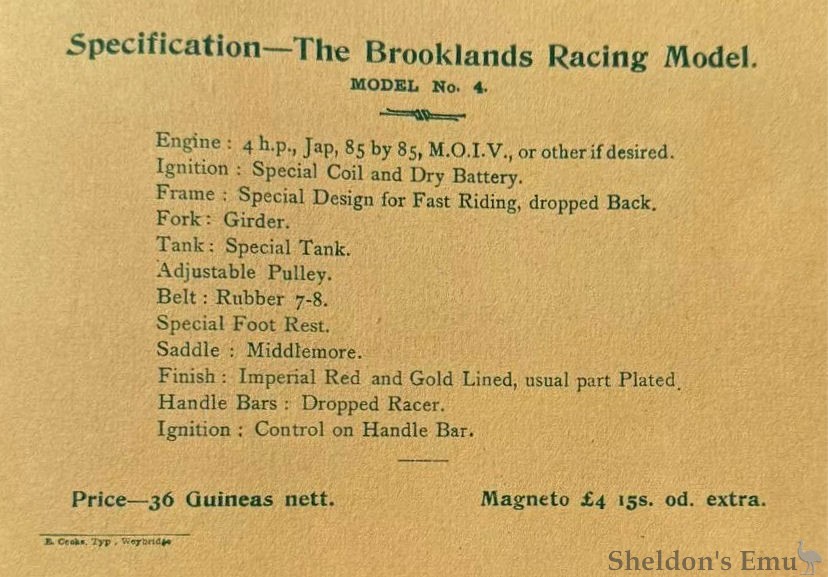 Specification—The Brooklands Racing Model.
MODEL No. 4.
Engine : 4 h.p., Jap, 85 by 85, M.O.I.V., or other if desired.
Ignition : Special Coil and Dry Battery.
Frame : Special Design for Fast Riding, dropped Back.
Fork : Girder.
Tank : Special Tank.
Adjustable Pulley.
Belt : Rubber 7-8.
Special Foot Rest.
Saddle : Middlemore.
Finish : Imperial Red and Gold Lined, usual part Plated.
Handle Bars : Dropped Racer.
Ignition : Control on Handle Bar.
Price—36 Guineas nett. Magneto £4 15s. od. extra.
E. Cooke, Typ , Weybridge
Sheldon's Emu